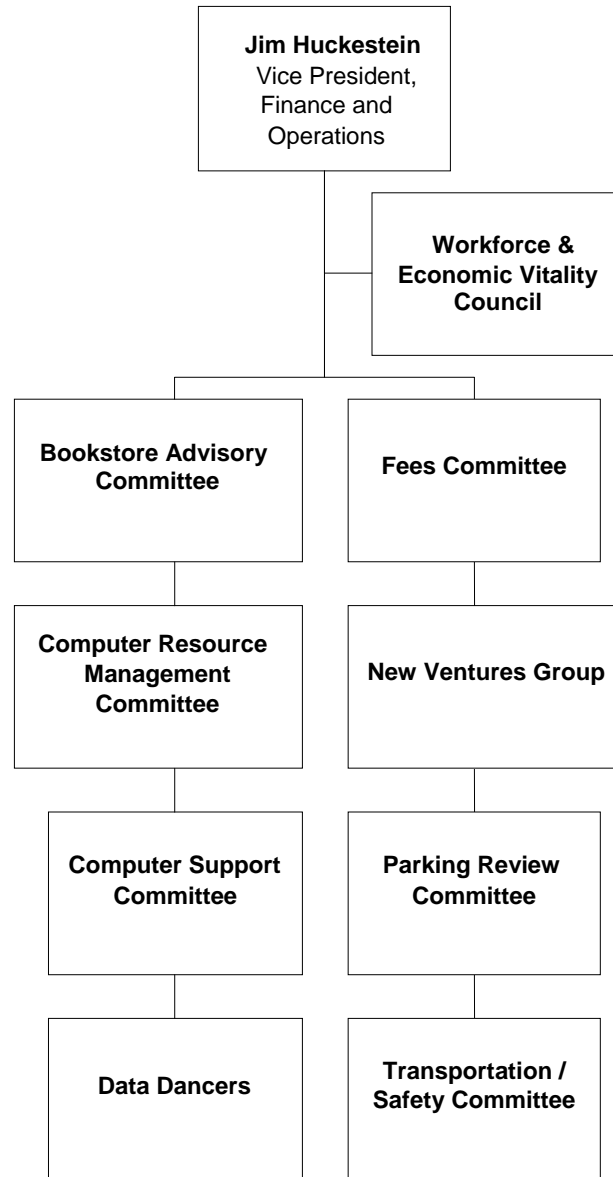 Jim Huckestein
Vice President,
Finance and
Operations
Workforce &
Economic Vitality
Council
Bookstore Advisory
Committee
Fees Committee
Computer Resource
Management
Committee
New Ventures Group
Computer Support
Committee
Parking Review
Committee
Data Dancers
Transportation /
Safety Committee